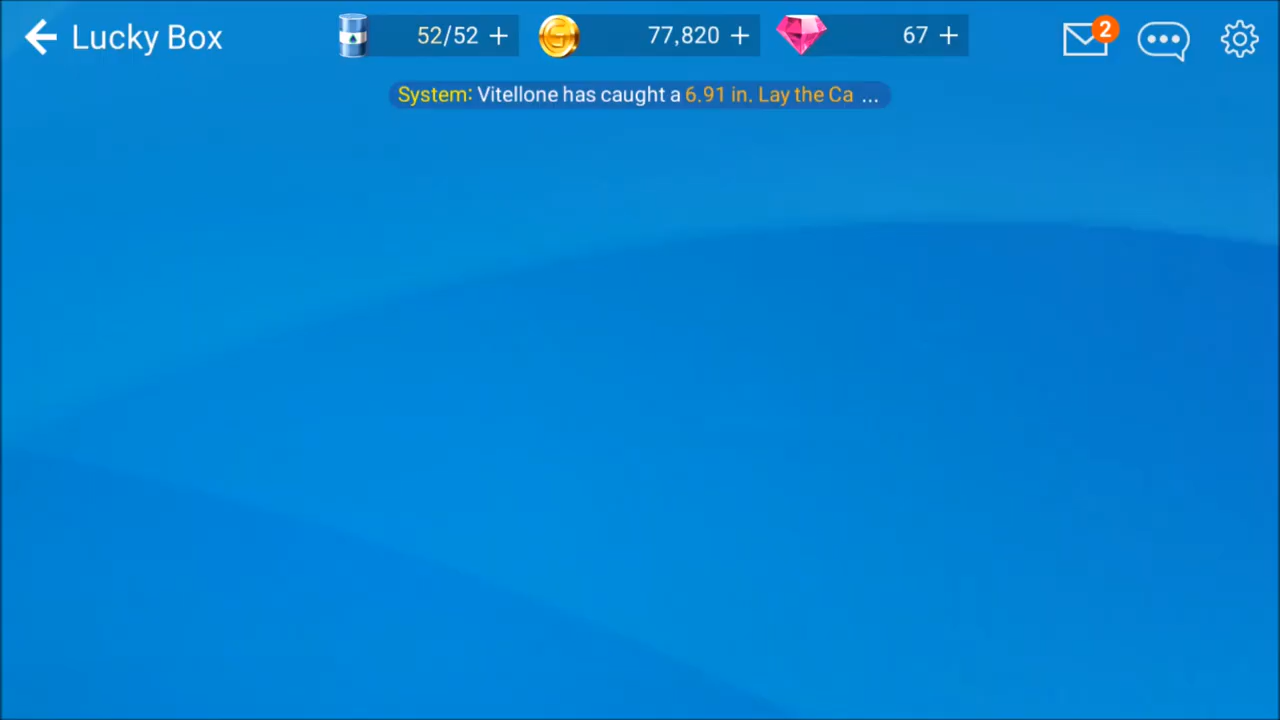 Lucky Box
52/52 +
77,820 +
67 +
2
System: Vitellone has caught a 6.91 in. Lay the Ca ...